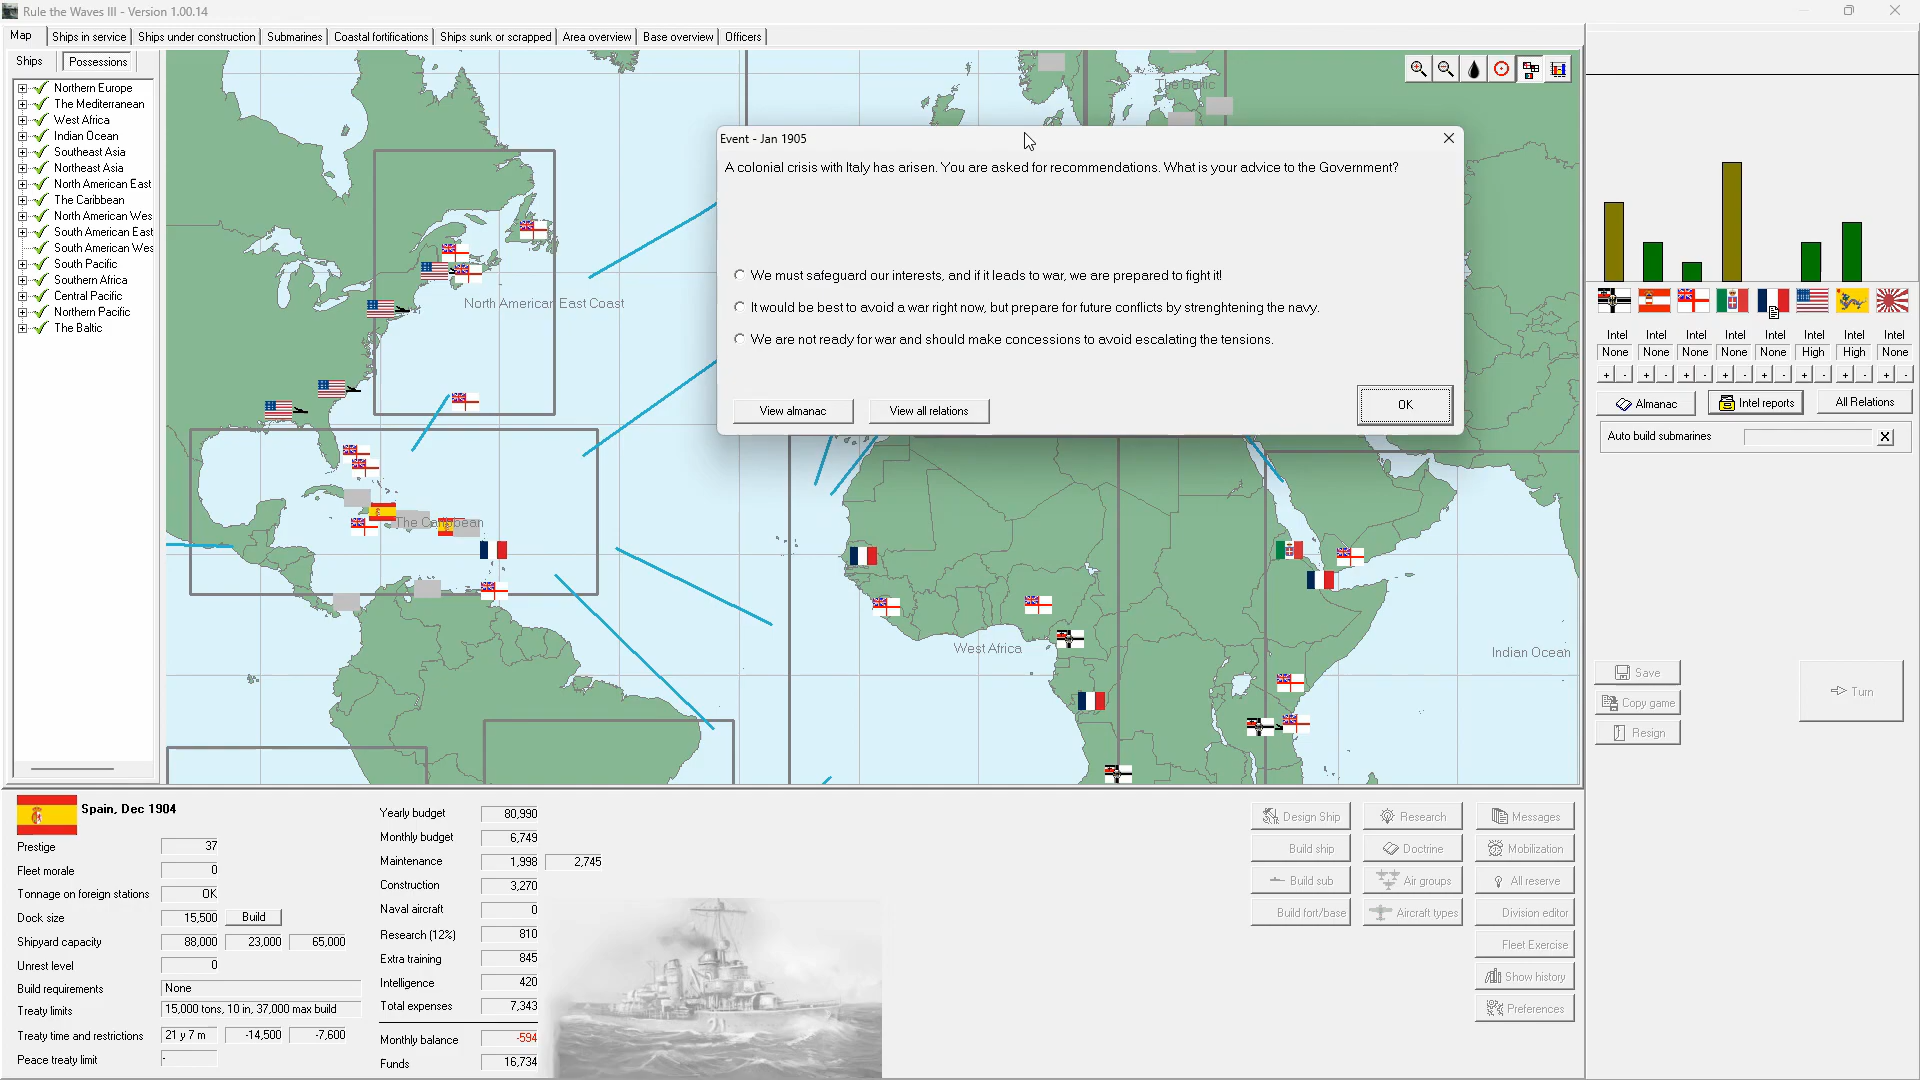 Rule the Waves III - Version 1.00.14
Map
Ships in service
Ships under construction
Submarines
Coastal fortifications
Ships sunk or scrapped
Area overview
Base overview
Officers
Ships
Possessions
Northern Europe
The Mediterranean
West Africa
Indian Ocean
Southeast Asia
Northeast Asia
North American East
The Caribbean
North American Wes
South American East
South American Wes
South Pacific
Southern Africa
Central Pacific
Northern Pacific
The Baltic
The Baltic
North American East Coast
The Caribbean
West Africa
Indian Ocean
Event - Jan 1905
A colonial crisis with Italy has arisen. You are asked for recommendations. What is your advice to the Government?
We must safeguard our interests, and if it leads to war, we are prepared to fight it!
It would be best to avoid a war right now, but prepare for future conflicts by strenghtening the navy.
We are not ready for war and should make concessions to avoid escalating the tensions.
View almanac
View all relations
OK
Intel Intel Intel Intel Intel Intel Intel Intel
None None None None None High High None
+ - + - + - + - + - + - + - + -
Almanac
Intel reports
All Relations
Auto build submarines
X
Save
Copy game
Resign
Turn
Spain, Dec 1904
Prestige 37
Fleet morale 0
Tonnage on foreign stations OK
Dock size 15,500 Build
Shipyard capacity 88,000 23,000 65,000
Unrest level 0
Build requirements None
Treaty limits 15,000 tons, 10 in, 37,000 max build
Treaty time and restrictions 21 y 7 m -14,500 -7,600
Peace treaty limit -
Yearly budget 80,990
Monthly budget 6,749
Maintenance 1,998 2,745
Construction 3,270
Naval aircraft 0
Research (12%) 810
Extra training 845
Intelligence 420
Total expenses 7,343
Monthly balance -594
Funds 16,734
Design Ship
Research
Messages
Build ship
Doctrine
Mobilization
Build sub
Air groups
All reserve
Build fort/base
Aircraft types
Division editor
Fleet Exercise
Show history
Preferences